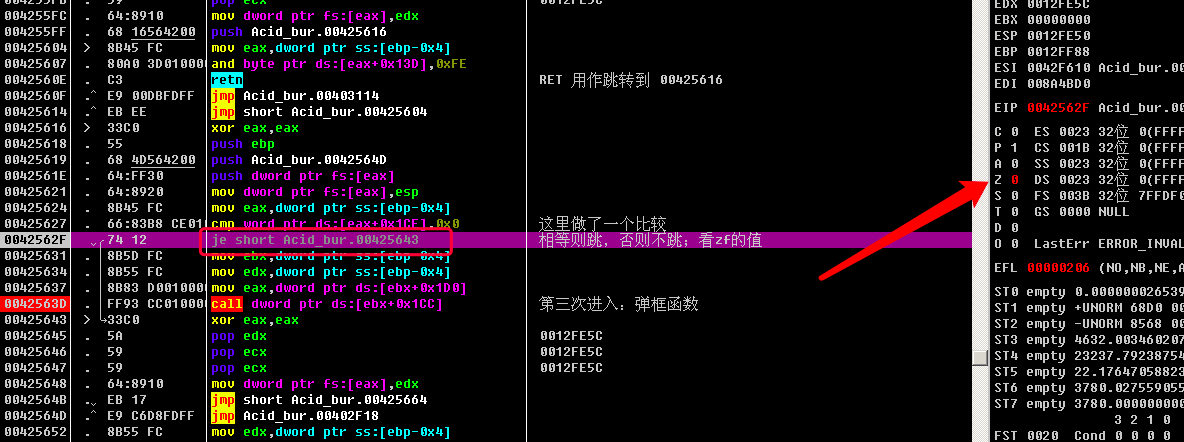 004255FB . 59 pop ecx 0012FE5C
004255FC . 64:8910 mov dword ptr fs:[eax],edx
004255FF . 68 16564200 push Acid_bur.00425616
00425604 > 8B45 FC mov eax,dword ptr ss:[ebp-0x4]
00425607 . 80A0 3D010000 and byte ptr ds:[eax+0x13D],0xFE
0042560E . C3 retn RET 用作跳转到 00425616
0042560F .^ E9 00DBFDFF jmp Acid_bur.00403114
00425614 .^ EB EE jmp short Acid_bur.00425604
00425616 > 33C0 xor eax,eax
00425618 . 55 push ebp
00425619 . 68 4D564200 push Acid_bur.0042564D
0042561E . 64:FF30 push dword ptr fs:[eax]
00425621 . 64:8920 mov dword ptr fs:[eax],esp
00425624 . 8B45 FC mov eax,dword ptr ss:[ebp-0x4]
00425627 . 66:83B8 CE010 cmp word ptr ds:[eax+0x1CE],0x0 这里做了一个比较
0042562F 74 12 je short Acid_bur.00425643 相等则跳，否则不跳；看zf的值
00425631 . 8B5D FC mov ebx,dword ptr ss:[ebp-0x4]
00425634 . 8B55 FC mov edx,dword ptr ss:[ebp-0x4]
00425637 . 8B83 D0010000 mov eax,dword ptr ds:[ebx+0x1D0]
0042563D . FF93 CC010000 call dword ptr ds:[ebx+0x1CC] 第三次进入：弹框函数
00425643 > 33C0 xor eax,eax
00425645 . 5A pop edx 0012FE5C
00425646 . 59 pop ecx 0012FE5C
00425647 . 59 pop ecx 0012FE5C
00425648 . 64:8910 mov dword ptr fs:[eax],edx
0042564B . EB 17 jmp short Acid_bur.00425664
0042564D .^ E9 C6D8FDFF jmp Acid_bur.00402F18
00425652 . 8B55 FC mov edx,dword ptr ss:[ebp-0x4]
EDX 0012FE5C
EBX 00000000
ESP 0012FE50
EBP 0012FF88
ESI 0042F610 Acid_bur.00
EDI 008A4BD0
EIP 0042562F Acid_bur.00
C 0 ES 0023 32位 0(FFFF
P 1 CS 001B 32位 0(FFFF
A 0 SS 0023 32位 0(FFFF
Z 0 DS 0023 32位 0(FFFF
S 0 FS 003B 32位 7FFDF0
T 0 GS 0000 NULL
D 0
O 0 LastErr ERROR_INVAL
EFL 00000206 (NO,NB,NE,A
ST0 empty 0.000000026539
ST1 empty +UNORM 68D0 00
ST2 empty -UNORM 8568 00
ST3 empty 4632.003460207
ST4 empty 23237.79238754
ST5 empty 22.17647058823
ST6 empty 3780.027559055
ST7 empty 3780.000000000
3 2 1 0
FST 0020 Cond 0 0 0 0